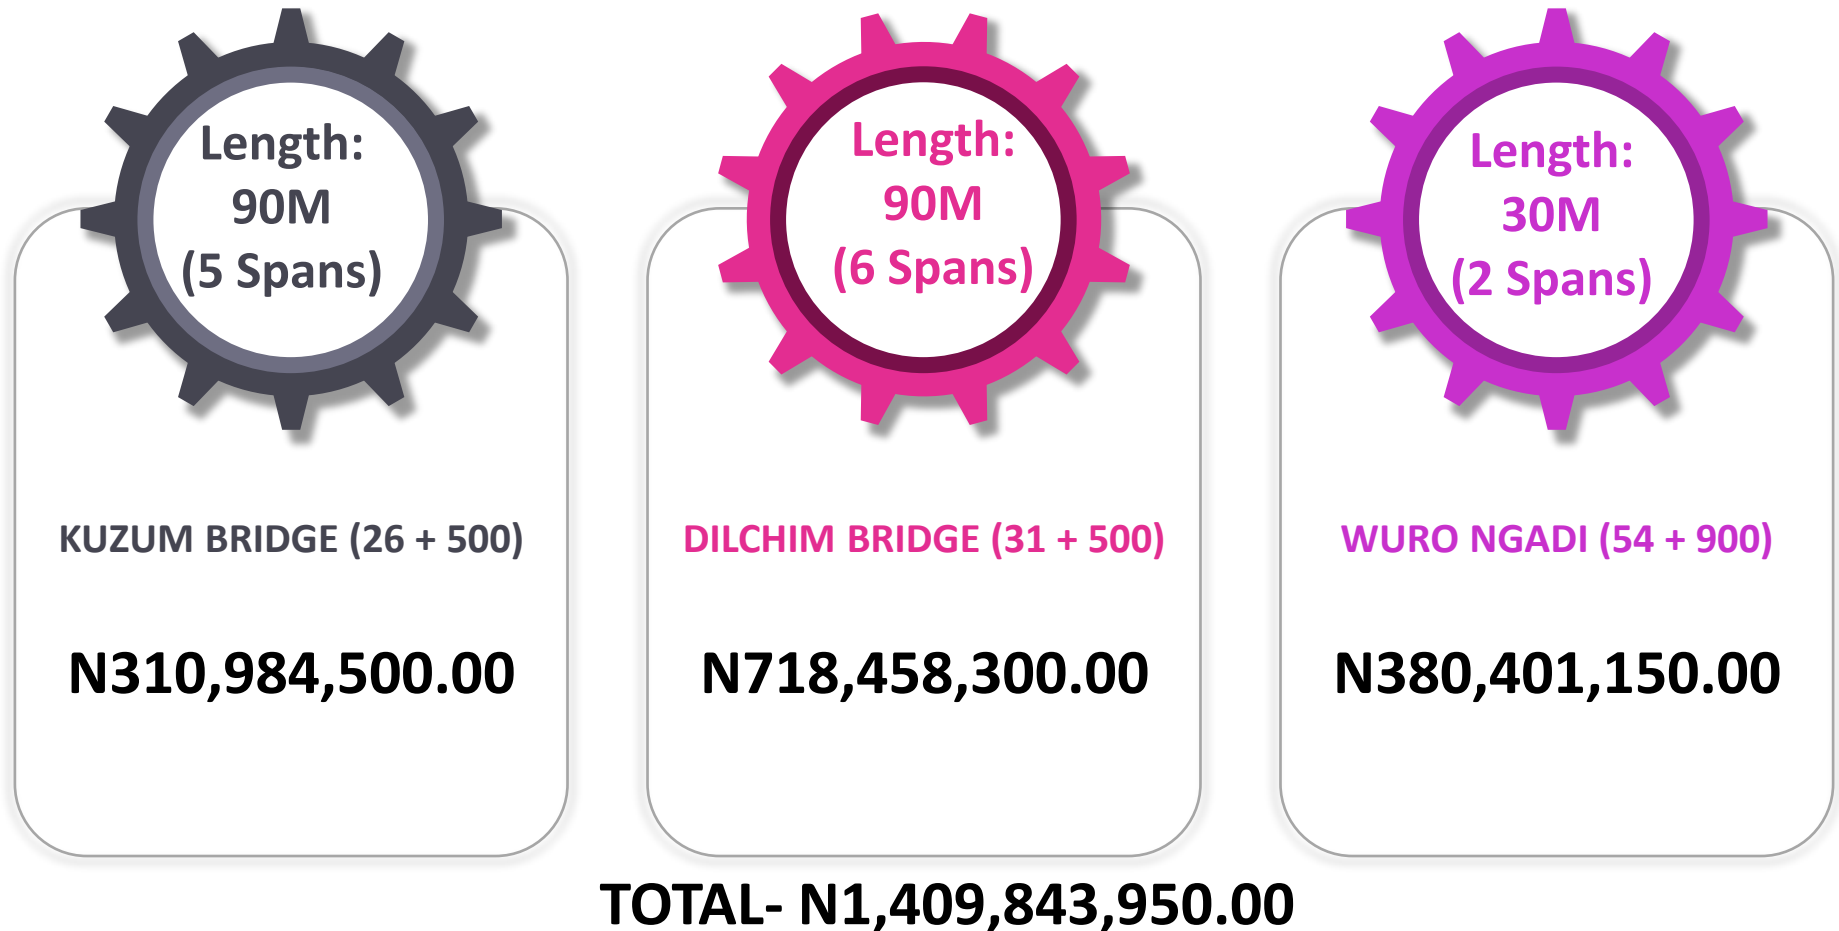 Length:
90M
(5 Spans)
KUZUM BRIDGE (26 + 500)
N310,984,500.00
Length:
90M
(6 Spans)
DILCHIM BRIDGE (31 + 500)
N718,458,300.00
Length:
30M
(2 Spans)
WURO NGADI (54 + 900)
N380,401,150.00
TOTAL- N1,409,843,950.00